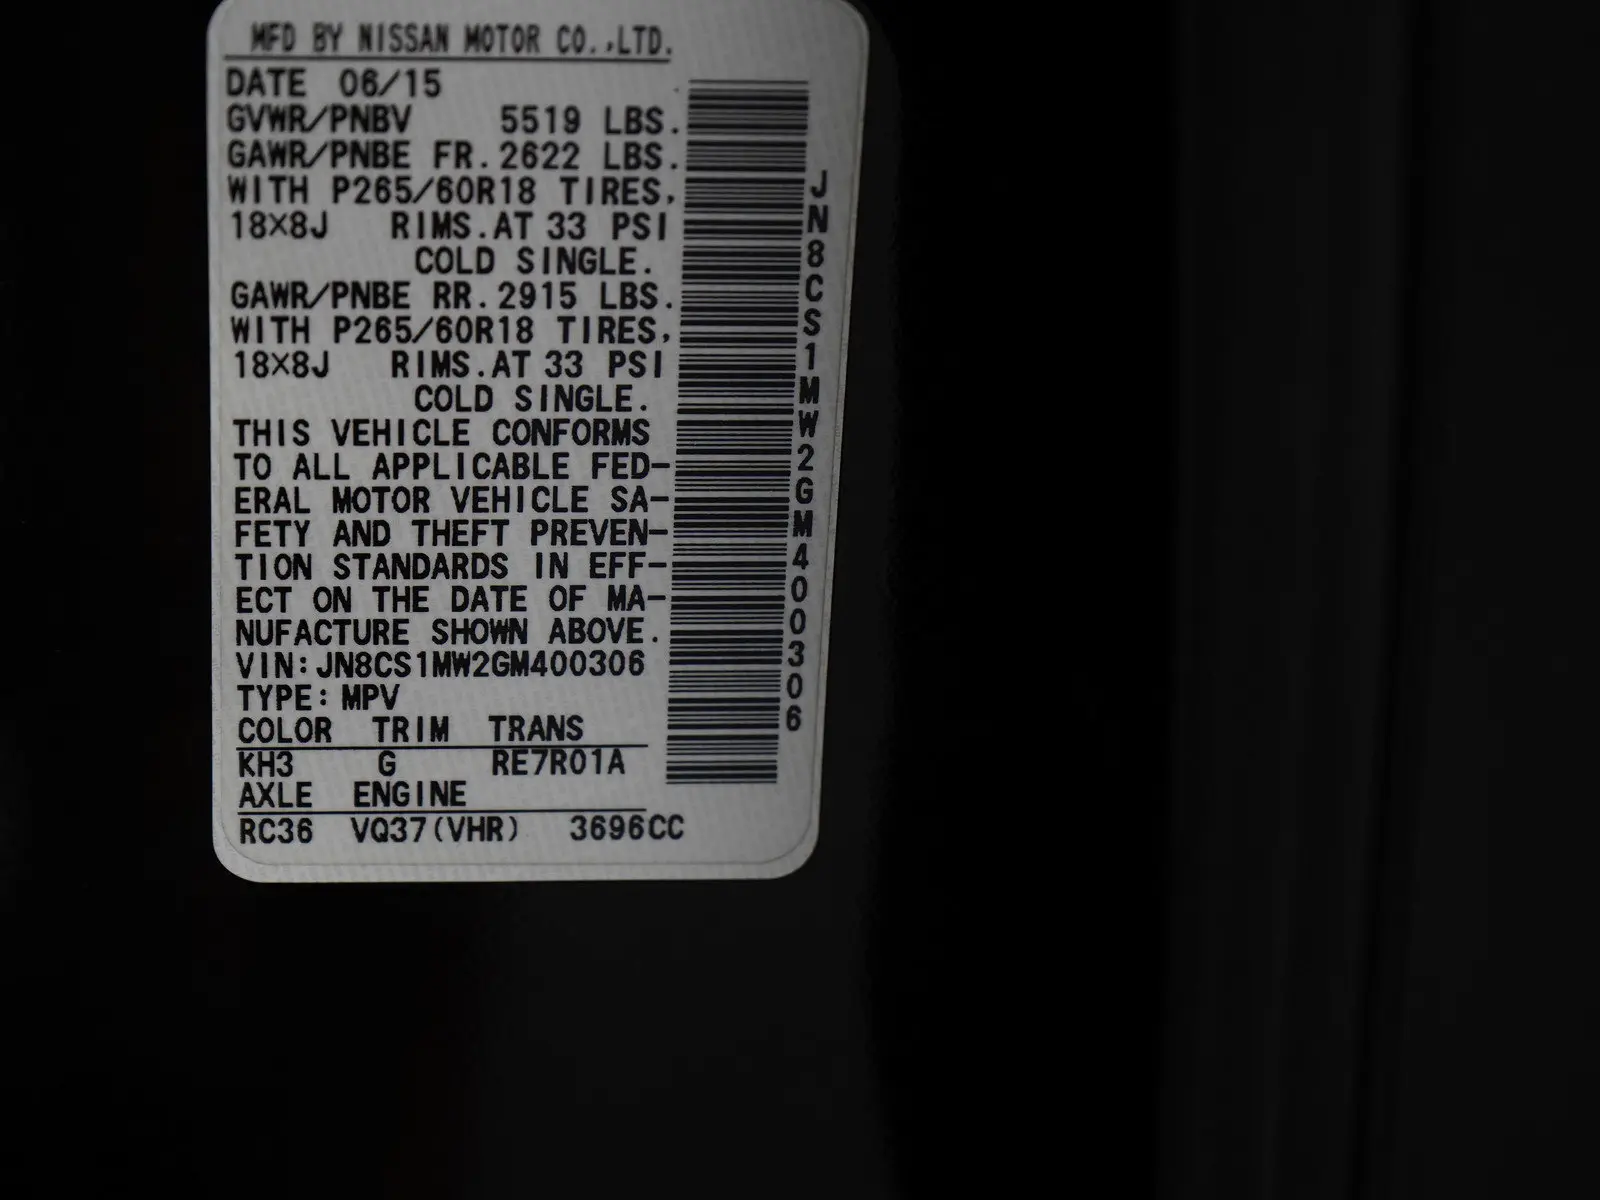 MFD BY NISSAN MOTOR CO.,LTD.
DATE 06/15
GVWR/PNBV 5519 LBS.
GAWR/PNBE FR.2622 LBS.
WITH P265/60R18 TIRES,
18×8J RIMS.AT 33 PSI
COLD SINGLE.
GAWR/PNBE RR.2915 LBS.
WITH P265/60R18 TIRES,
18×8J RIMS.AT 33 PSI
COLD SINGLE.
THIS VEHICLE CONFORMS
TO ALL APPLICABLE FED-
ERAL MOTOR VEHICLE SA-
FETY AND THEFT PREVEN-
TION STANDARDS IN EFF-
ECT ON THE DATE OF MA-
NUFACTURE SHOWN ABOVE.
VIN:JN8CS1MW2GM400306
TYPE:MPV
COLOR TRIM TRANS
KH3 G RE7R01A
AXLE ENGINE
RC36 VQ37(VHR) 3696CC
JN8CS1MW2GM400306